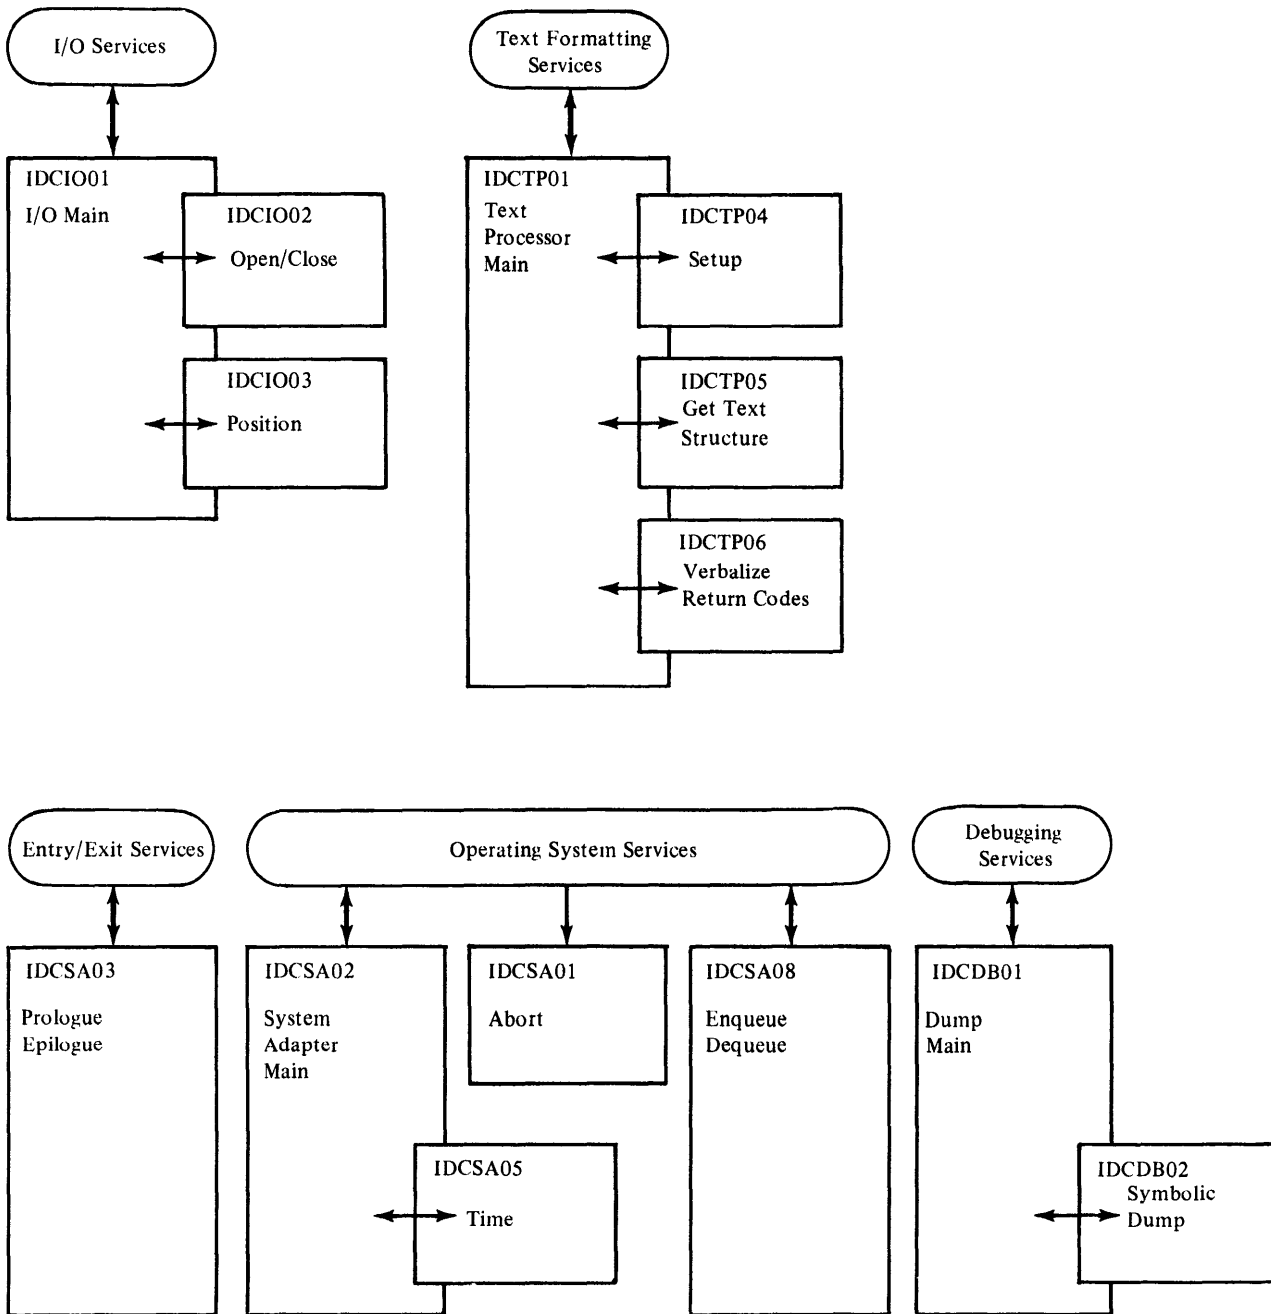 I/O Services
Text Formatting
Services
IDCIO01
I/O Main
IDCIO02
Open/Close
IDCIO03
Position
IDCTP01
Text
Processor
Main
IDCTP04
Setup
IDCTP05
Get Text
Structure
IDCTP06
Verbalize
Return Codes
Entry/Exit Services
Operating System Services
Debugging
Services
IDCSA03
Prologue
Epilogue
IDCSA02
System
Adapter
Main
IDCSA05
Time
IDCSA01
Abort
IDCSA08
Enqueue
Dequeue
IDCDB01
Dump
Main
IDCDB02
Symbolic
Dump